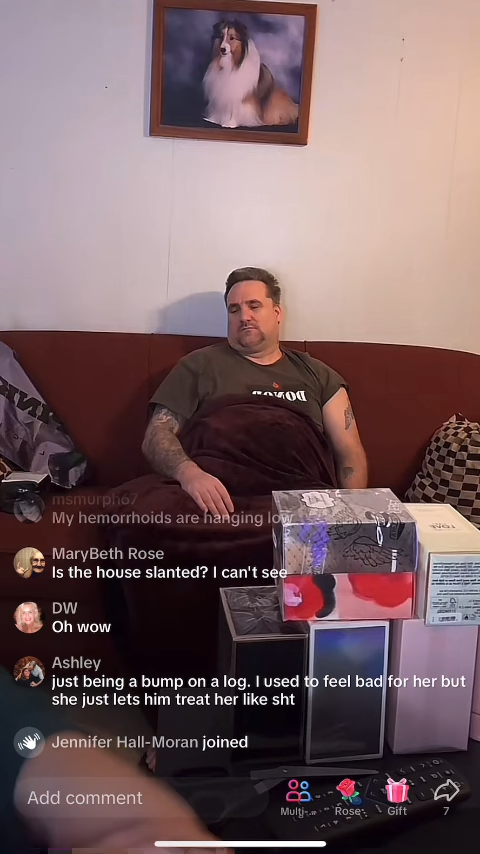 DONOR
msmurph67
My hemorrhoids are hanging low
MaryBeth Rose
Is the house slanted? I can't see
DW
Oh wow
Ashley
just being a bump on a log. I used to feel bad for her but
she just lets him treat her like sht
Jennifer Hall-Moran joined
Add comment
Multi-...
Rose
Gift
7